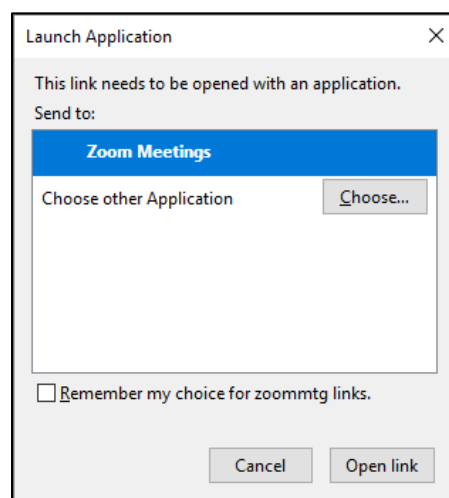 Launch Application
This link needs to be opened with an application.
Send to:
Zoom Meetings
Choose other Application
Choose...
Remember my choice for zoommtg links.
Cancel
Open link